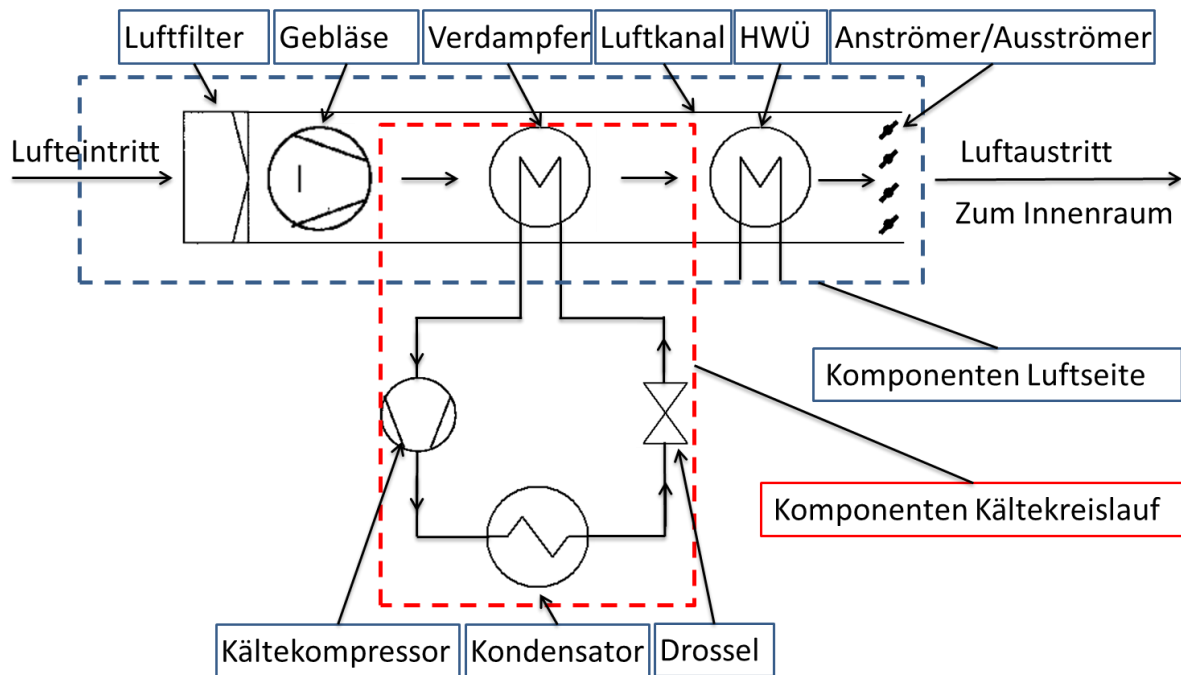 Luftfilter
Gebläse
Verdampfer
Luftkanal
HWÜ
Anströmer/Ausströmer
Lufteintritt
Luftaustritt
Zum Innenraum
Komponenten Luftseite
Komponenten Kältekreislauf
Kältekompressor
Kondensator
Drossel